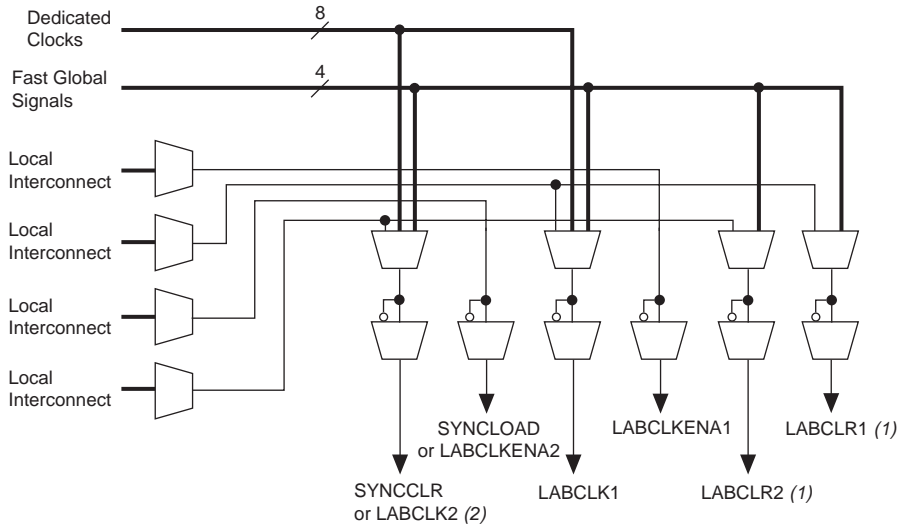 Dedicated
Clocks
8
Fast Global
Signals
4
Local
Interconnect
Local
Interconnect
Local
Interconnect
Local
Interconnect
SYNCLOAD
or LABCLKENA2
LABCLKENA1
LABCLR1 (1)
SYNCCLR
or LABCLK2 (2)
LABCLK1
LABCLR2 (1)